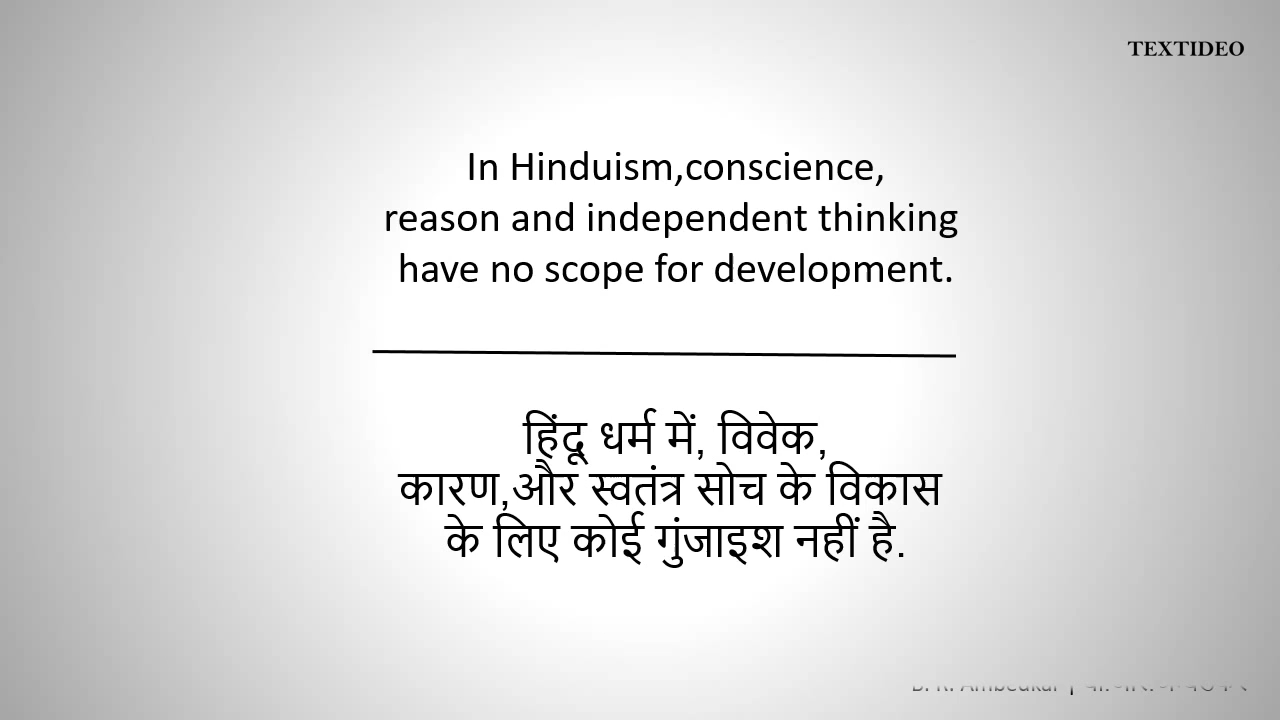 TEXTIDEO
In Hinduism,conscience,
reason and independent thinking
have no scope for development.
हिंदू धर्म में, विवेक,
कारण,और स्वतंत्र सोच के विकास
के लिए कोई गुंजाइश नहीं है.
B. R. Ambedkar |